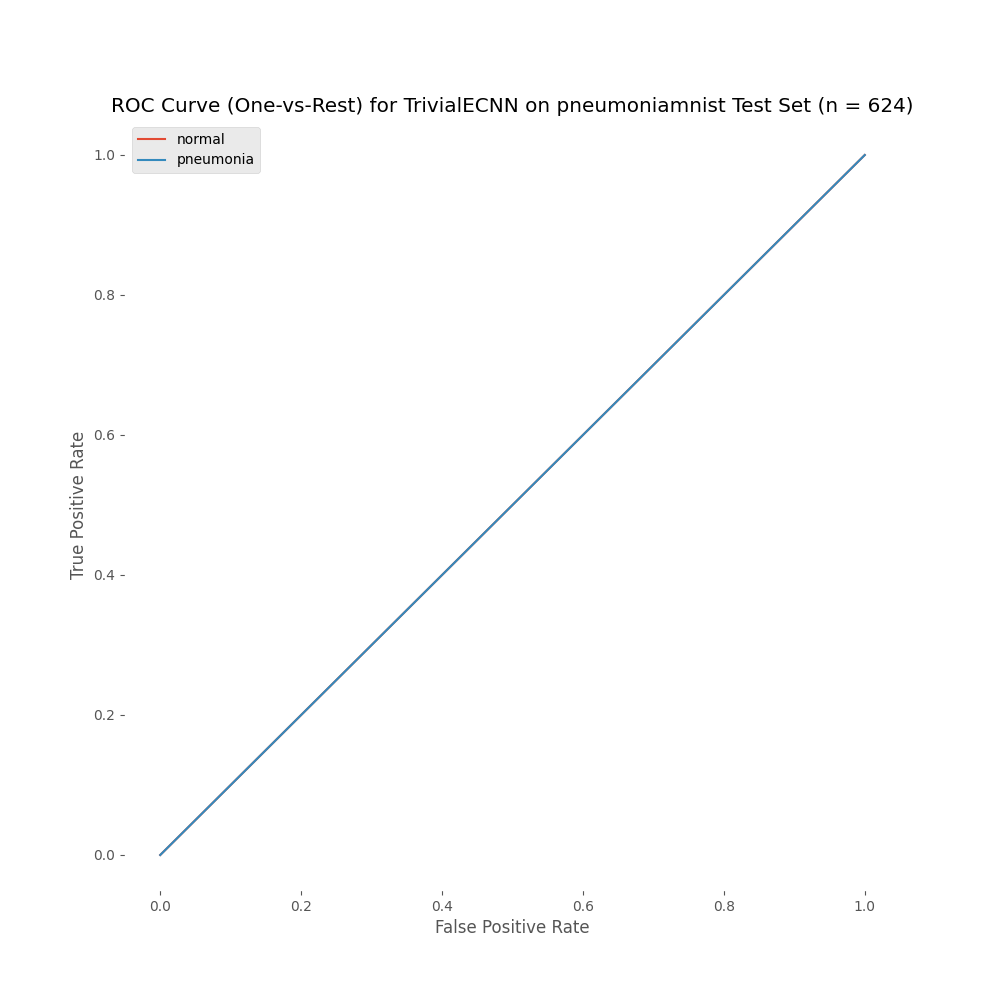 ROC Curve (One-vs-Rest) for TrivialECNN on pneumoniamnist Test Set (n = 624)
normal
pneumonia
1.0
0.8
0.6
0.4
0.2
0.0
True Positive Rate
0.0 0.2 0.4 0.6 0.8 1.0
False Positive Rate